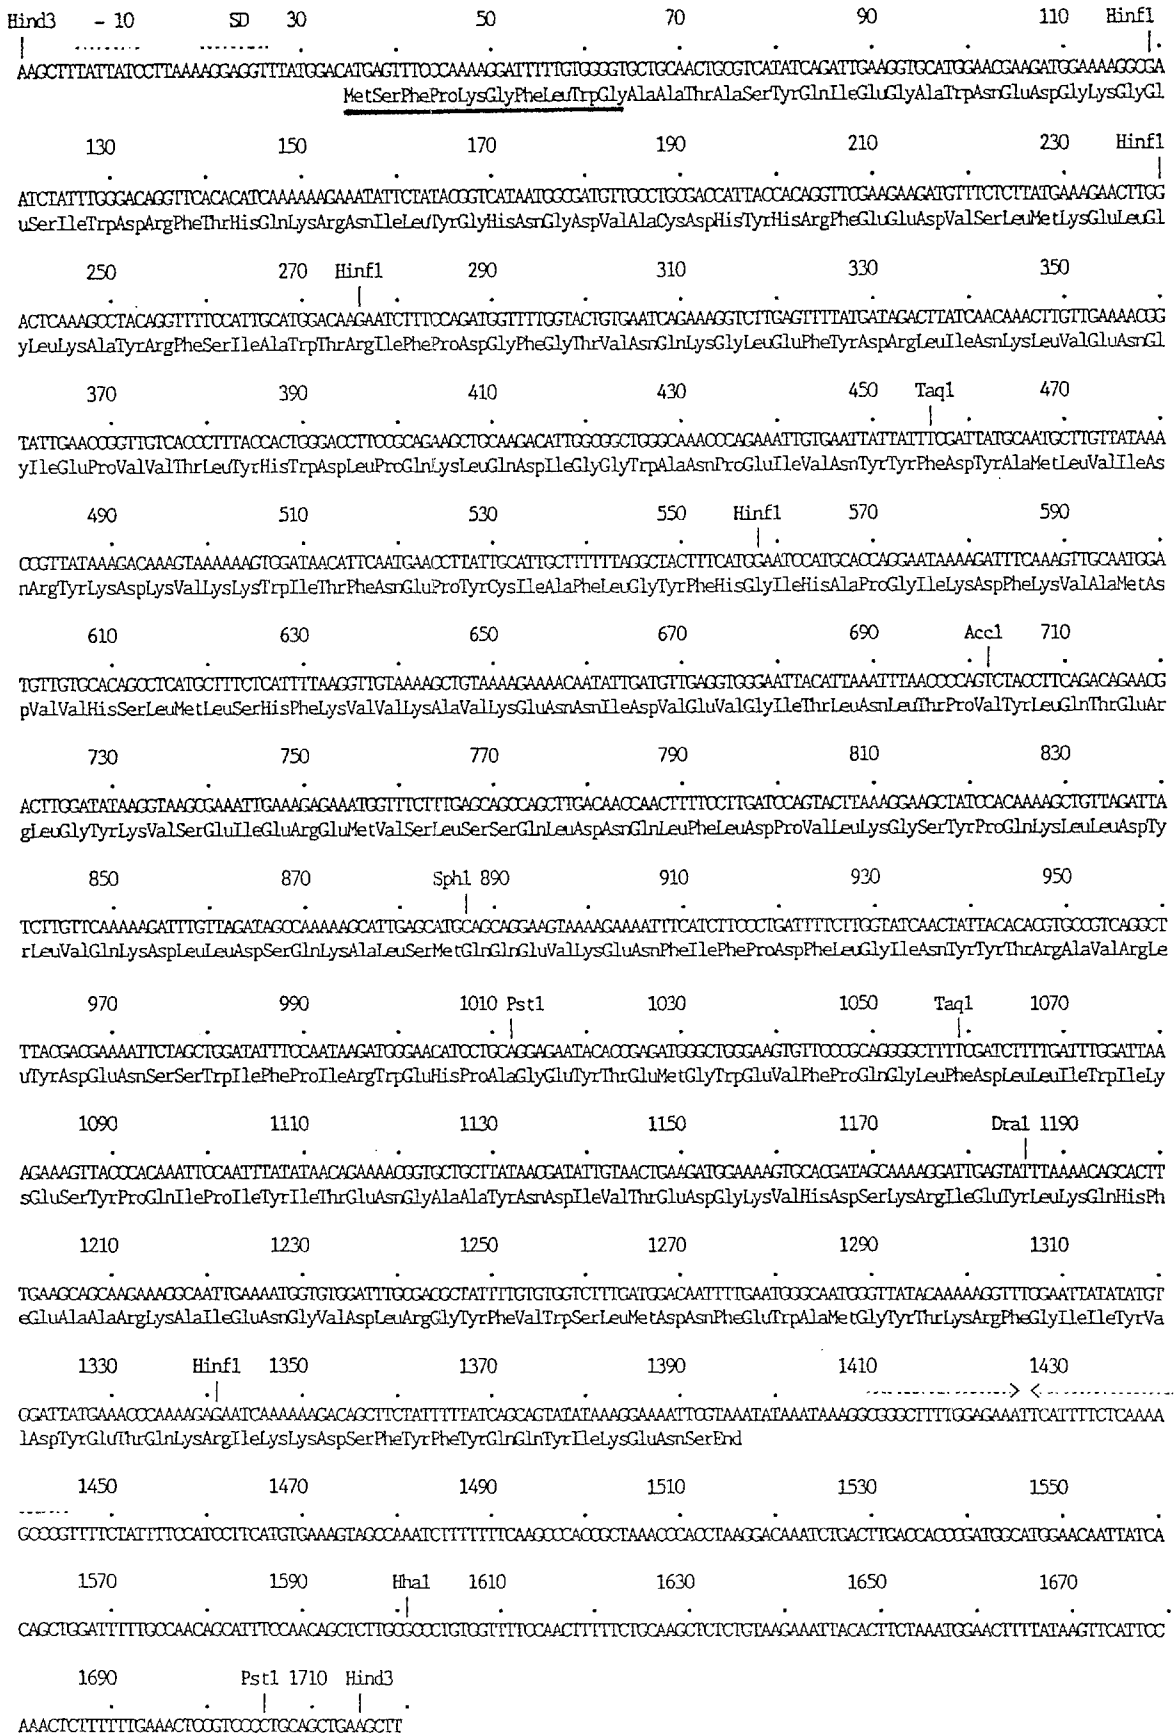 Hind3 - 10 SD 30 50 70 90 110 Hinf1
AAGCTTTATTATCCTTAAAAGGAGGTTTATGGACATGAGTTTCCCAAAAGGATTTTTGTGGGGTGCTGCAACTGCGTCATATCAGATTGAAGGTGCATGGAACGAAGATGGAAAAGGCGA
MetSerPheProLysGlyPheLeuTrpGlyAlaAlaThrAlaSerTyrGlnIleGluGlyAlaTrpAsnGluAspGlyLysGlyGl
130 150 170 190 210 230 Hinf1
ATCTATTTGGGACAGGTTCACACATCAAAAAAGAAATATTCTATACGGTCATAATGGCGATGTTGCCTGCGACCATTACCACAGGTTCGAAGAAGATGTTTCTCTTATGAAAGAACTTGG
uSerIleTrpAspArgPheThrHisGlnLysArgAsnIleLeuTyrGlyHisAsnGlyAspValAlaCysAspHisTyrHisArgPheGluGluAspValSerLeuMetLysGluLeuGl
250 270 Hinf1 290 310 330 350
ACTCAAAGCCTACAGGTTTTCCATTGCATGGACAAGAATCTTTCCAGATGGTTTTGGTACTGTGAATCAGAAAGGTCTTGAGTTTTATGATAGACTTATCAACAAACTTGTTGAAAACGG
yLeuLysAlaTyrArgPheSerIleAlaTrpThrArgIlePheProAspGlyPheGlyThrValAsnGlnLysGlyLeuGluPheTyrAspArgLeuIleAsnLysLeuValGluAsnGl
370 390 410 430 450 Taq1 470
TATTGAACCGGTTGTCACCCTTTACCACTGGGACCTTCCGCAGAAGCTGCAAGACATTGGCGGCTGGGCAAACCCAGAAATTGTGAATTATTATTTCGATTATGCAATGCTTGTTATAAA
yIleGluProValValThrLeuTyrHisTrpAspLeuProGlnLysLeuGlnAspIleGlyGlyTrpAlaAsnProGluIleValAsnTyrTyrPheAspTyrAlaMetLeuValIleAs
490 510 530 550 Hinf1 570 590
CCGTTATAAAGACAAAGTAAAAAAGTGGATAACATTCAATGAACCTTATTGCATTGCTTTTTTAGGCTACTTTCATGGAATCCATGCACCAGGAATAAAAGATTTCAAAGTTGCAATGGA
nArgTyrLysAspLysValLysLysTrpIleThrPheAsnGluProTyrCysIleAlaPheLeuGlyTyrPheHisGlyIleHisAlaProGlyIleLysAspPheLysValAlaMetAs
610 630 650 670 690 Acc1 710
TGTTGTGCACAGCCTCATGCTTTCTCATTTTAAGGTTGTAAAAGCTGTAAAAGAAAACAATATTGATGTTGAGGTGGGAATTACATTAAATTTAACCCCAGTCTACCTTCAGACAGAACG
pValValHisSerLeuMetLeuSerHisPheLysValValLysAlaValLysGluAsnAsnIleAspValGluValGlyIleThrLeuAsnLeuThrProValTyrLeuGlnThrGluAr
730 750 770 790 810 830
ACTTGGATATAAGGTAAGCGAAATTGAAAGAGAAATGGTTTCTTTGAGCAGCCAGCTTGACAACCAACTTTTCCTTGATCCAGTACTTAAAGGAAGCTATCCACAAAAGCTGTTAGATTA
gLeuGlyTyrLysValSerGluIleGluArgGluMetValSerLeuSerSerGlnLeuAspAsnGlnLeuPheLeuAspProValLeuLysGlySerTyrProGlnLysLeuLeuAspTy
850 870 Sph1 890 910 930 950
TCTTGTTCAAAAAGATTTGTTAGATAGCCAAAAAGCATTGAGCATGCAGCAGGAAGTAAAAGAAAATTTCATCTTCCCTGATTTTCTTGGTATCAACTATTACACACGTGCCGTCAGGCT
rLeuValGlnLysAspLeuLeuAspSerGlnLysAlaLeuSerMetGlnGlnGluValLysGluAsnPheIlePheProAspPheLeuGlyIleAsnTyrTyrThrArgAlaValArgLe
970 990 1010 Pst1 1030 1050 Taq1 1070
TTACGACGAAAATTCTAGCTGGATATTTCCAATAAGATGGGAACATCCTGCAGGAGAATACACCGAGATGGGCTGGGAAGTGTTCCCGCAGGGGCTTTTCGATCTTTTGATTTGGATTAA
uTyrAspGluAsnSerSerTrpIlePheProIleArgTrpGluHisProAlaGlyGluTyrThrGluMetGlyTrpGluValPheProGlnGlyLeuPheAspLeuLeuIleTrpIleLy
1090 1110 1130 1150 1170 Dra1 1190
AGAAAGTTACCCACAAATTCCAATTTATATAACAGAAAACGGTGCTGCTTATAACGATATTGTAACTGAAGATGGAAAAGTGCACGATAGCAAAAGGATTGAGTATTTAAAACAGCACTT
sGluSerTyrProGlnIleProIleTyrIleThrGluAsnGlyAlaAlaTyrAsnAspIleValThrGluAspGlyLysValHisAspSerLysArgIleGluTyrLeuLysGlnHisPh
1210 1230 1250 1270 1290 1310
TGAAGCAGCAAGAAAGGCAATTGAAAATGGTGTGGATTTGCGACGCTATTTTGTGTGGTCTTTGATGGACAATTTTGAATGGGCAATGGGTTATACAAAAAGGTTTGGAATTATATATGT
eGluAlaAlaArgLysAlaIleGluAsnGlyValAspLeuArgGlyTyrPheValTrpSerLeuMetAspAsnPheGluTrpAlaMetGlyTyrThrLysArgPheGlyIleIleTyrVa
1330 Hinf1 1350 1370 1390 1410 1430
GGATTATGAAACCCAAAAGAGAATCAAAAAAGACAGCTTCTATTTTTATCAGCAGTATATAAAGGAAAATTCGTAAATATAAATAAAGGCGGGCTTTTGGAGAAATTCATTTTCTCAAAA
lAspTyrGluThrGlnLysArgIleLysLysAspSerPheTyrPheTyrGlnGlnTyrIleLysGluAsnSerEnd
1450 1470 1490 1510 1530 1550
GCCCGTTTTCTATTTTCCATCCTTCATGTGAAAGTAGCCAAATCTTTTTTTCAAGCCCACCGCTAAACCCACCTAAGGACAAATCTGACTTGACCACCCGATGGCATGGAACAATTATCA
1570 1590 Hha1 1610 1630 1650 1670
CAGCTGGATTTTTGCCAACAGCATTTCCAACAGCTCTTGCGCCCTGTGGTTTTCCAACTTTTTCTGCAAGCTCTCTGTAAGAAATTACACTTCTAAATGGAACTTTTATAAGTTCATTCC
1690 Pst1 1710 Hind3
AAACTCTTTTTTTGAAACTCCGTCCCCTGCAGCTGAAGCTT